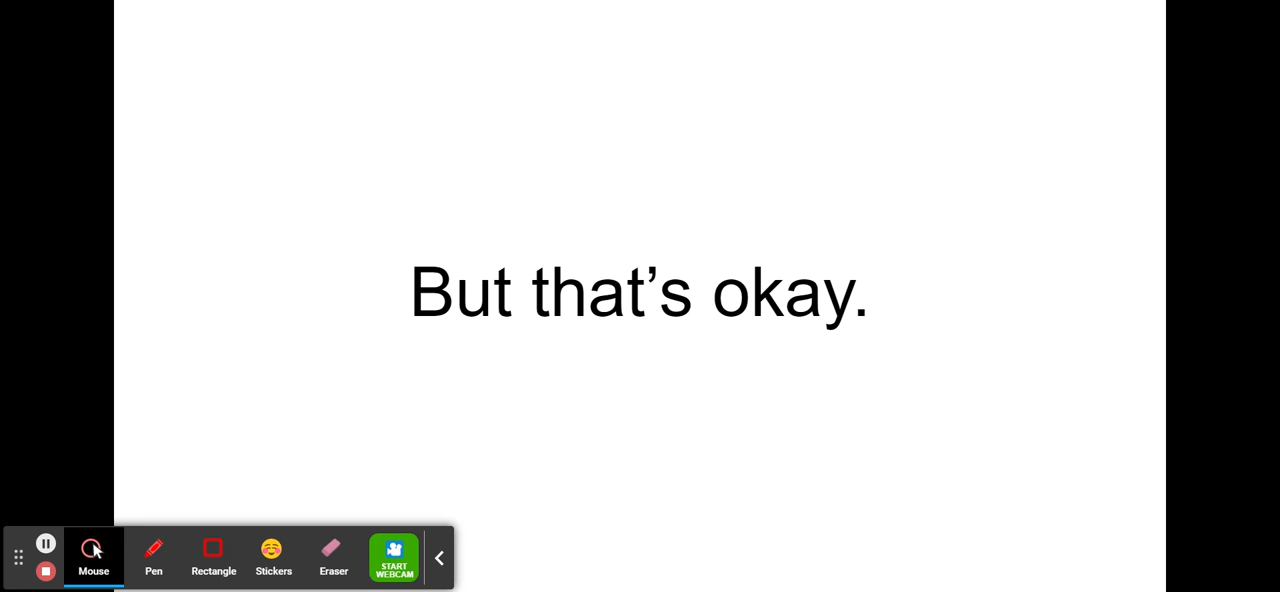 But that’s okay.
Mouse
Pen
Rectangle
Stickers
Eraser
START
WEBCAM